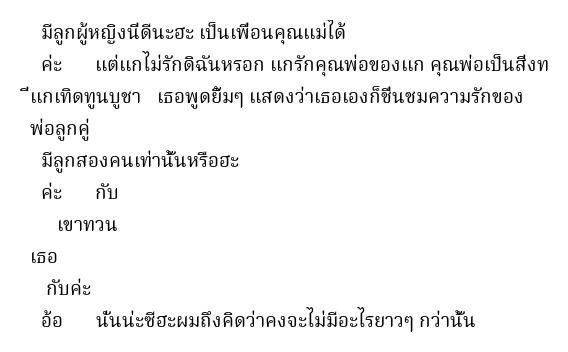 มีลูกผู้หญิงนี่ดีนะฮะ เป็นเพื่อนคุณแม่ได้
ค่ะ แต่แกไม่รักดิฉันหรอก แกรักคุณพ่อของแก คุณพ่อเป็นสิ่งท
ี่แกเทิดทูนบูชา เธอพูดยิ้มๆ แสดงว่าเธอเองก็ชื่นชมความรักของ
พ่อลูกคู่
มีลูกสองคนเท่านั้นหรือฮะ
ค่ะ กับ
เขาทวน
เธอ
กับค่ะ
อ้อ นั่นน่ะซีฮะผมถึงคิดว่าคงจะไม่มีอะไรยาวๆ กว่านั้น